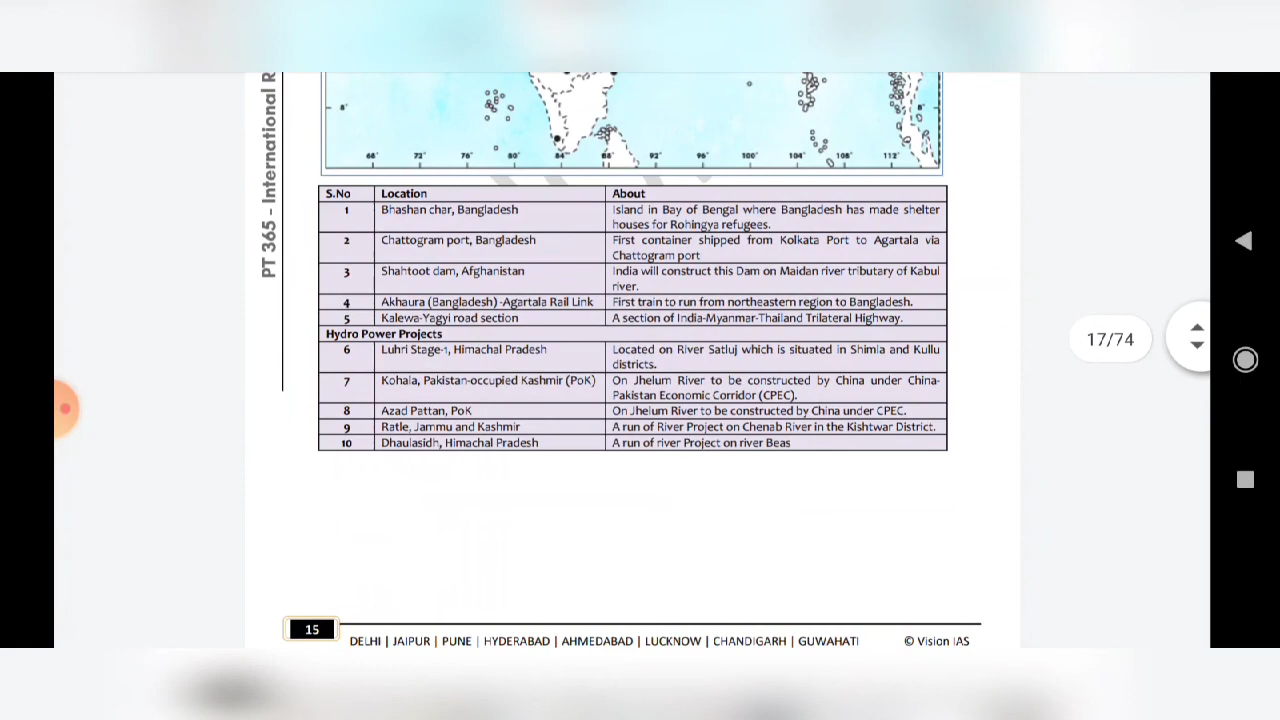 PT 365 - International R
8°
8°
68° 72° 76° 80° 84° 88° 92° 96° 100° 104° 108° 112°
S.No Location About
1 Bhashan char, Bangladesh Island in Bay of Bengal where Bangladesh has made shelter
houses for Rohingya refugees.
2 Chattogram port, Bangladesh First container shipped from Kolkata Port to Agartala via
Chattogram port
3 Shahtoot dam, Afghanistan India will construct this Dam on Maidan river tributary of Kabul
river.
4 Akhaura (Bangladesh) -Agartala Rail Link First train to run from northeastern region to Bangladesh.
5 Kalewa-Yagyi road section A section of India-Myanmar-Thailand Trilateral Highway.
Hydro Power Projects
6 Luhri Stage-1, Himachal Pradesh Located on River Satluj which is situated in Shimla and Kullu
districts.
7 Kohala, Pakistan-occupied Kashmir (PoK) On Jhelum River to be constructed by China under China-
Pakistan Economic Corridor (CPEC).
8 Azad Pattan, PoK On Jhelum River to be constructed by China under CPEC.
9 Ratle, Jammu and Kashmir A run of River Project on Chenab River in the Kishtwar District.
10 Dhaulasidh, Himachal Pradesh A run of river Project on river Beas
17/74
15
DELHI | JAIPUR | PUNE | HYDERABAD | AHMEDABAD | LUCKNOW | CHANDIGARH | GUWAHATI © Vision IAS